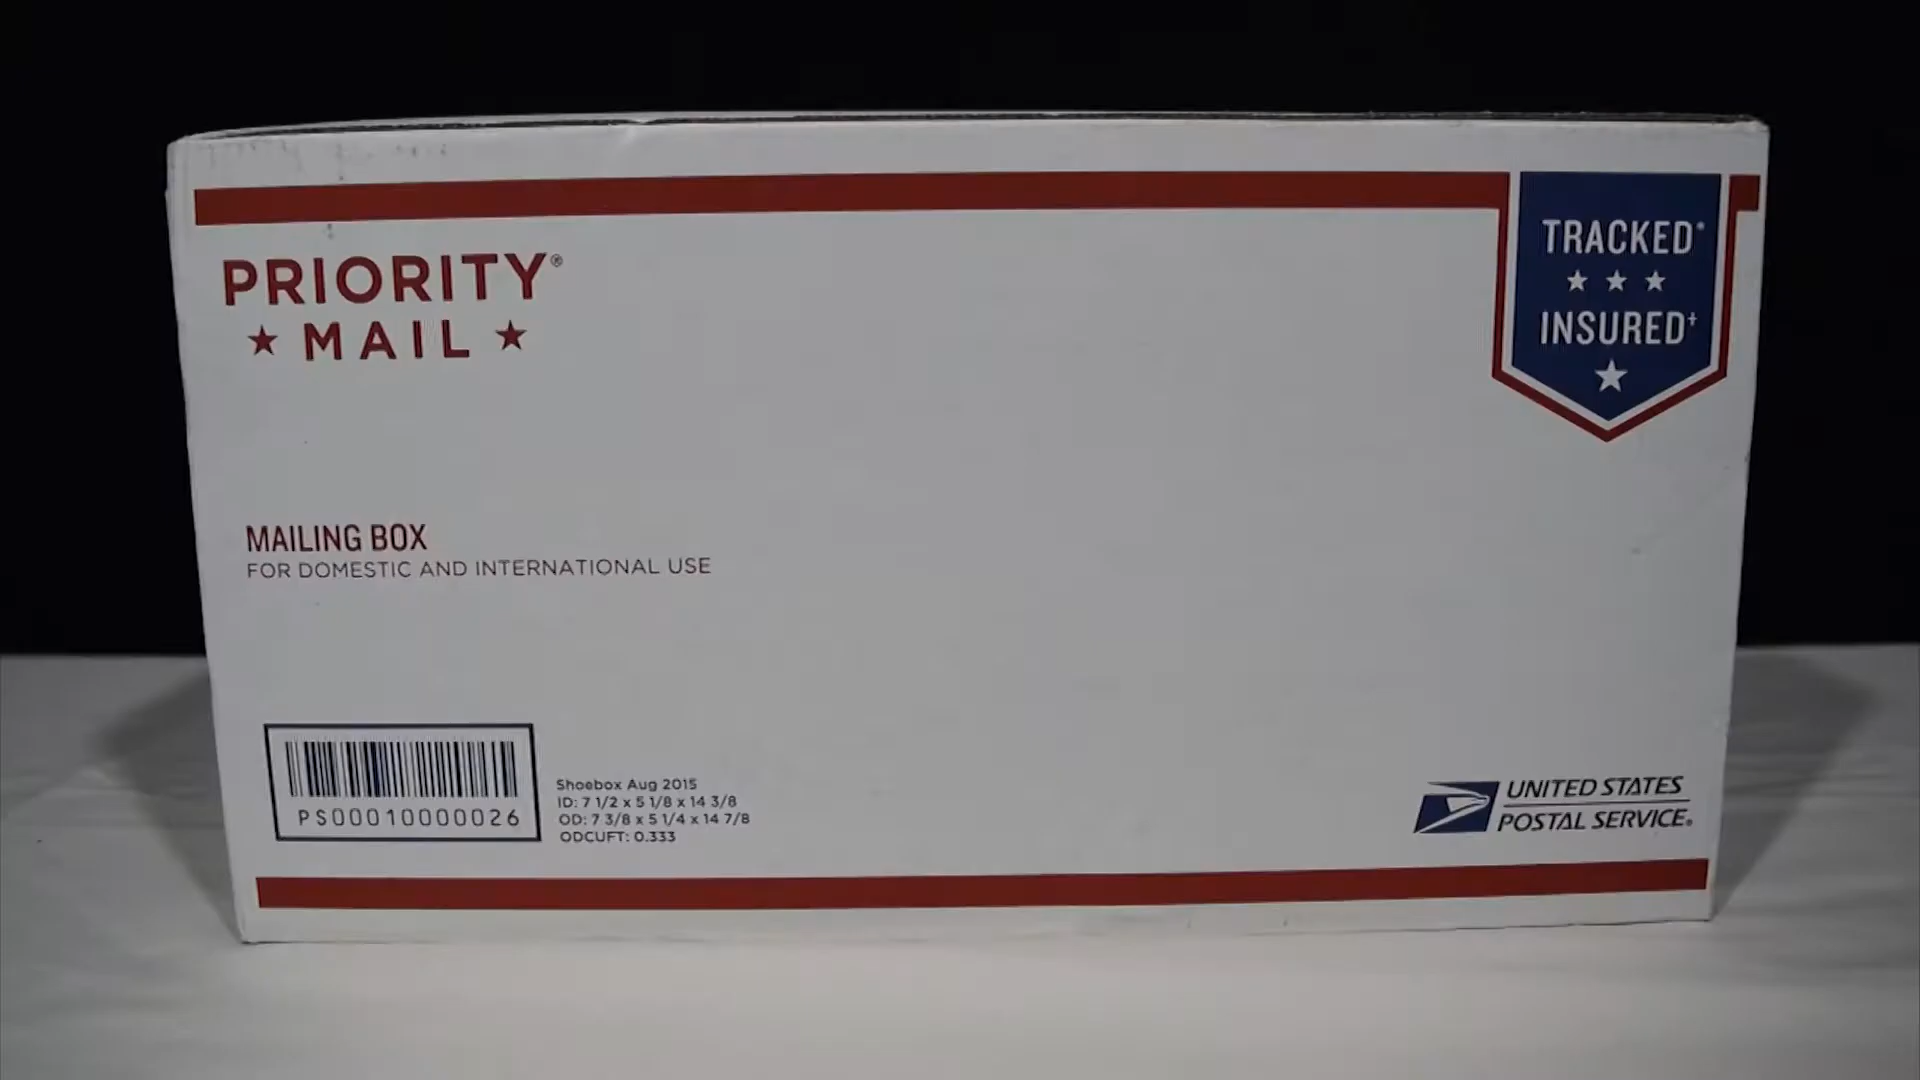 PRIORITY®
★ MAIL ★
TRACKED*
★ ★ ★
INSURED†
★
MAILING BOX
FOR DOMESTIC AND INTERNATIONAL USE
PS00010000026
Shoebox Aug 2015
ID: 7 1/2 x 5 1/8 x 14 3/8
OD: 7 3/8 x 5 1/4 x 14 7/8
ODCUFT: 0.333
UNITED STATES
POSTAL SERVICE®